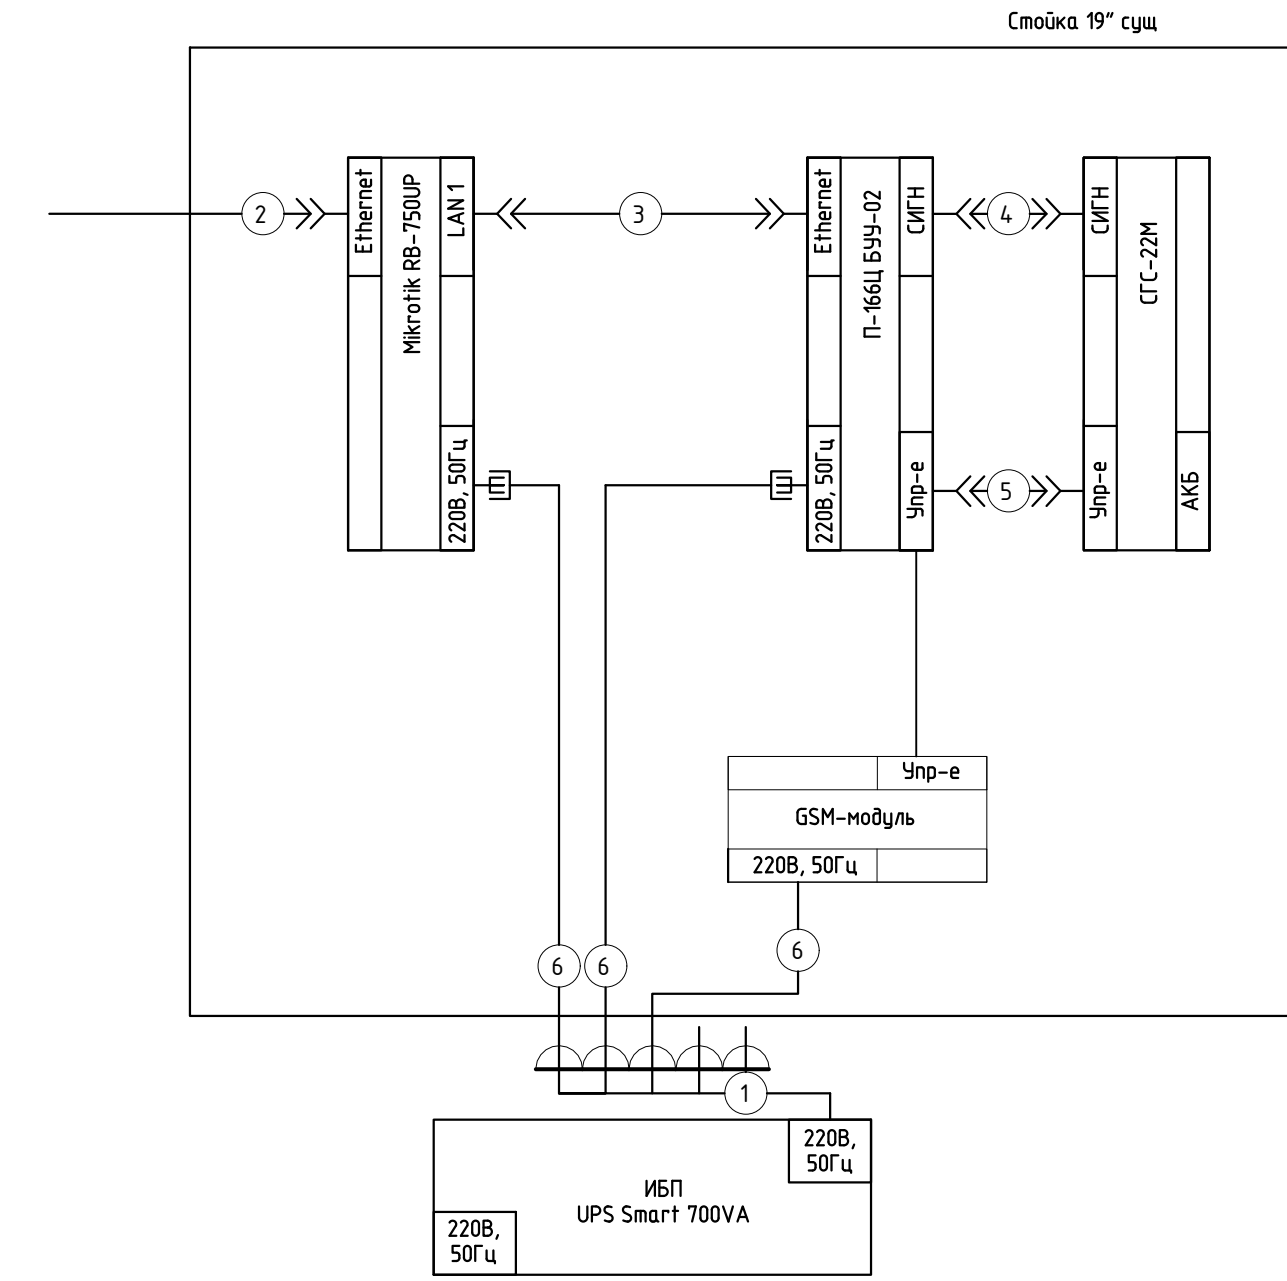 Стойка 19" сущ
Ethernet
Mikrotik RB-750UP
LAN 1
220В, 50Гц
Ethernet
П-166Ц БУУ-02
СИГН
220В, 50Гц
Упр-е
СИГН
СГС-22М
Упр-е
АКБ
2
3
4
5
Упр-е
GSM-модуль
220В, 50Гц
6
6
6
1
220В,
50Гц
ИБП
UPS Smart 700VA
220В,
50Гц